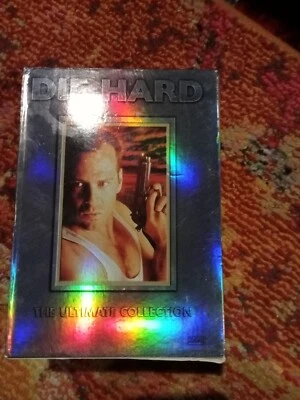 DIE HARD
THE ULTIMATE COLLECTION